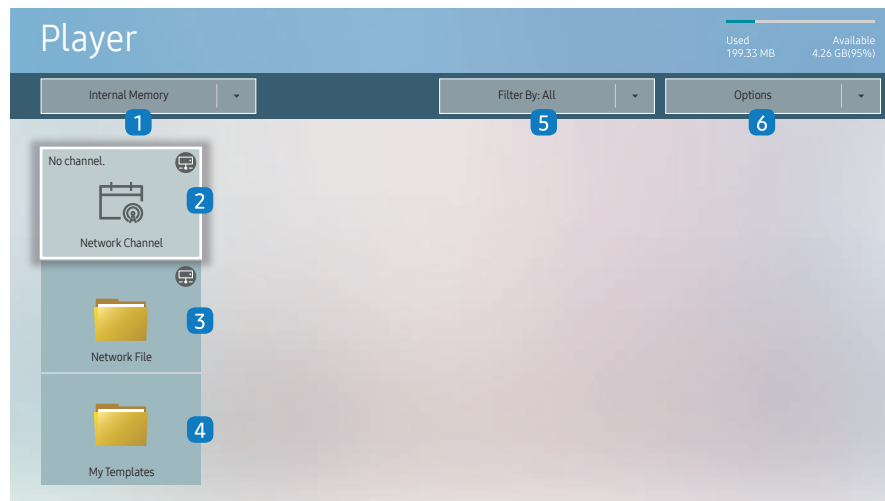 Player
Used Available
199.33 MB 4.26 GB(95%)
Internal Memory
Filter By: All
Options
1
5
6
No channel.
2
Network Channel
3
Network File
4
My Templates